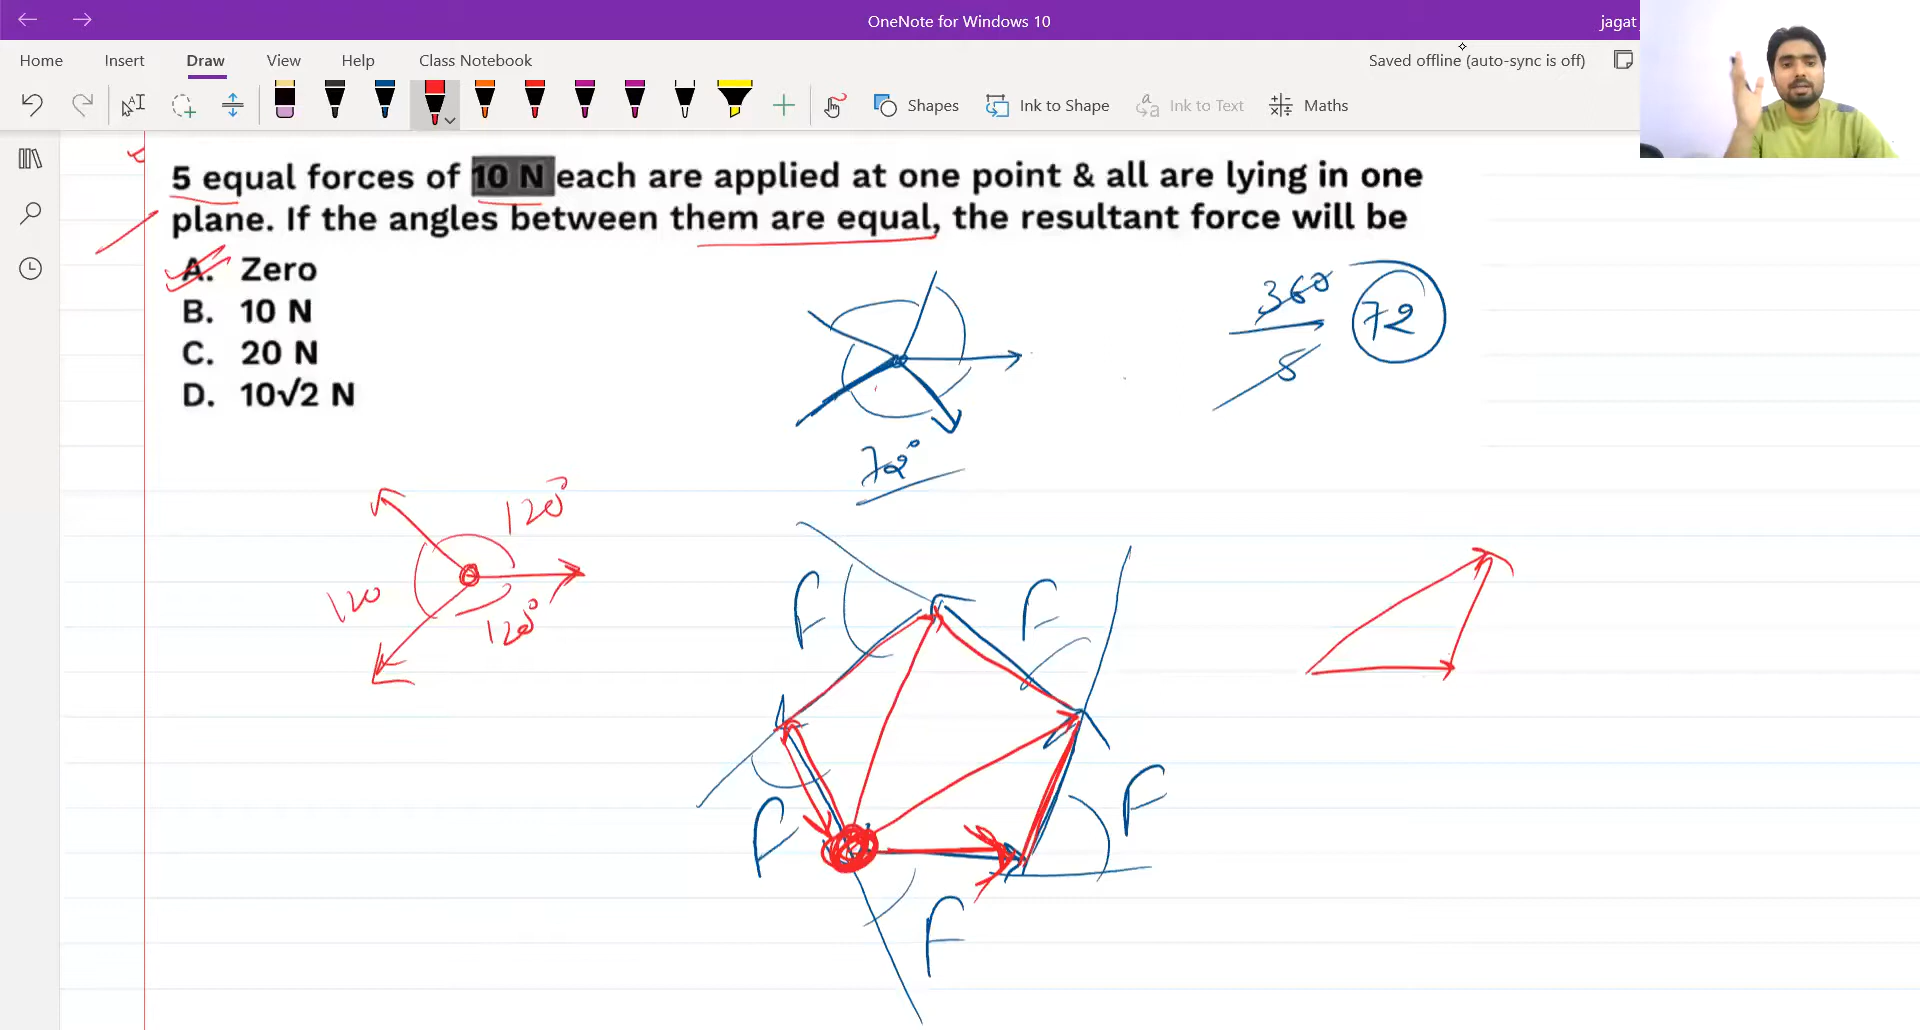 OneNote for Windows 10
jagat
Home Insert Draw View Help Class Notebook
Saved offline (auto-sync is off)
Shapes Ink to Shape Ink to Text Maths
5 equal forces of 10 N each are applied at one point & all are lying in one
plane. If the angles between them are equal, the resultant force will be
A. Zero
B. 10 N
C. 20 N
D. 10√2 N
360
5
72
72°
120°
120
120°
F
F
F
F
F